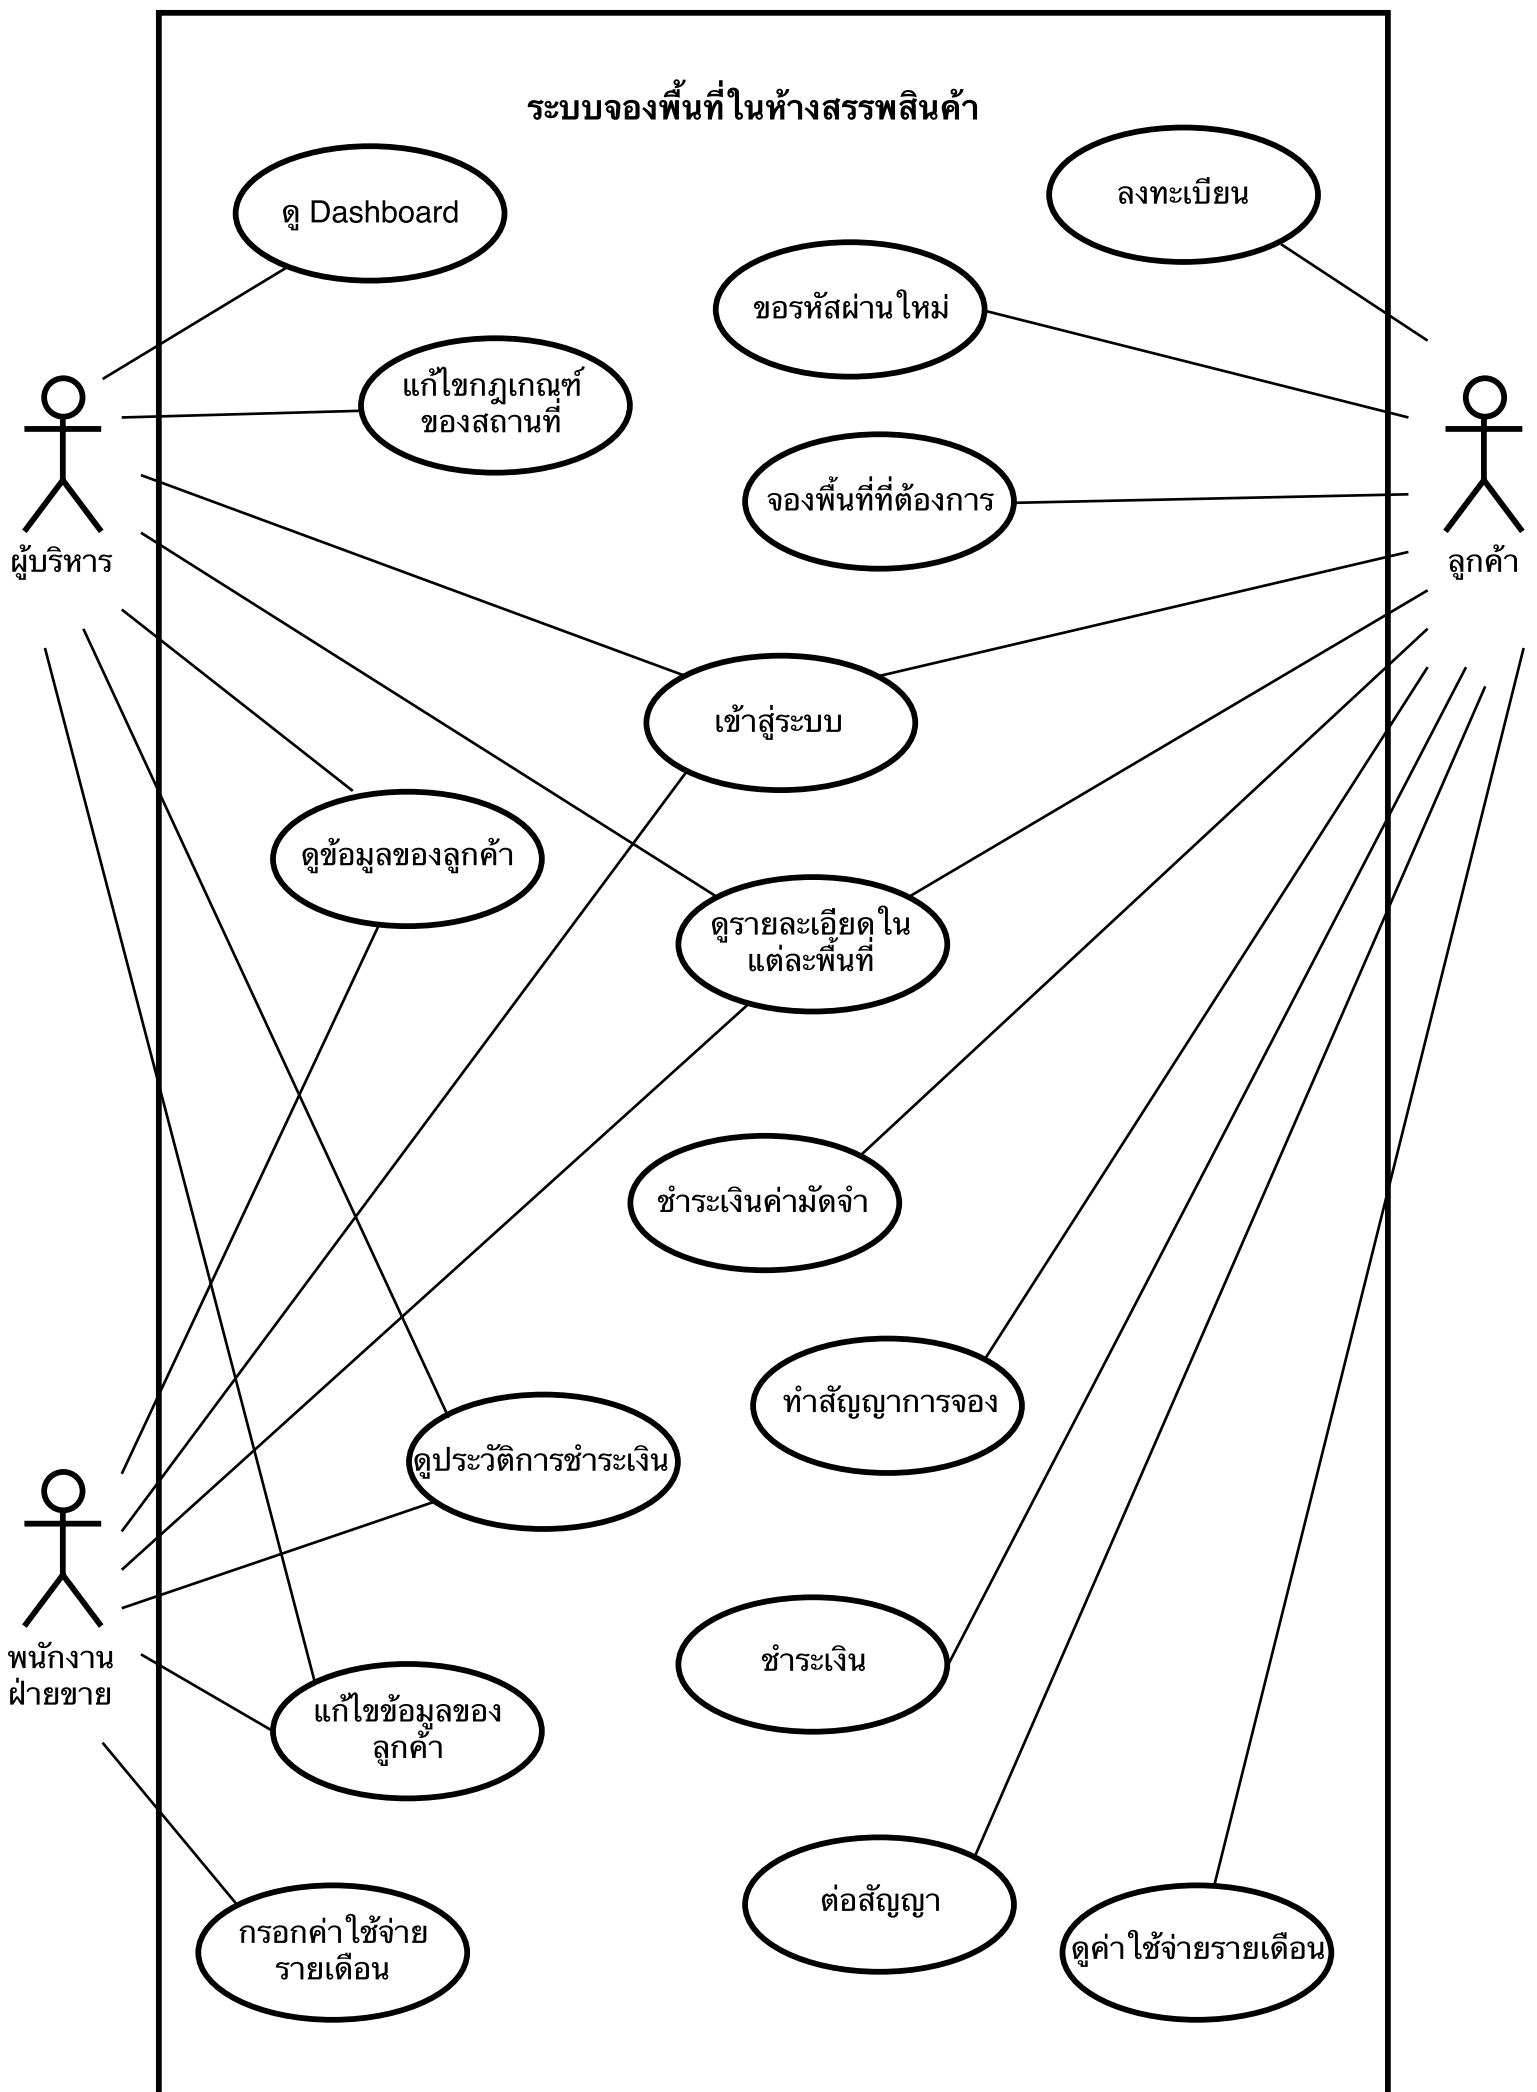 ระบบจองพื้นที่ในห้างสรรพสินค้า
ลงทะเบียน
ดู Dashboard
ขอรหัสผ่านใหม่
แก้ไขกฎเกณฑ์
ของสถานที่
จองพื้นที่ที่ต้องการ
ผู้บริหาร
ลูกค้า
เข้าสู่ระบบ
ดูข้อมูลของลูกค้า
ดูรายละเอียดใน
แต่ละพื้นที่
ชำระเงินค่ามัดจำ
ทำสัญญาการจอง
ดูประวัติการชำระเงิน
พนักงาน
ฝ่ายขาย
ชำระเงิน
แก้ไขข้อมูลของ
ลูกค้า
ต่อสัญญา
กรอกค่าใช้จ่าย
รายเดือน
ดูค่าใช้จ่ายรายเดือน